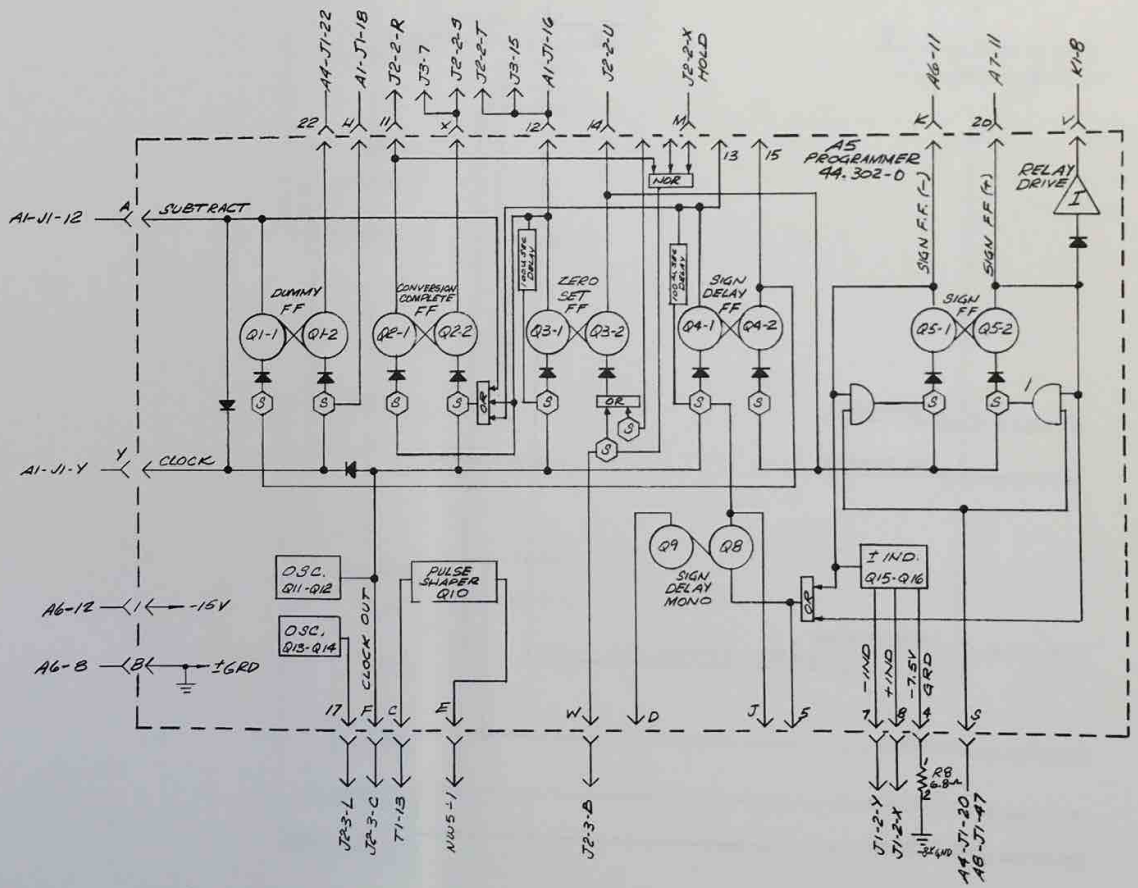 A4-J1-22
A1-J1-18
J2-2-R
J3-7
J2-2-S
J2-2-T
J3-15
A1-J1-16
J2-2-U
J2-2-X
HOLD
A6-11
A7-11
K1-8
22
H
11
X
12
14
M
13
15
K
20
V
A5
PROGRAMMER
44.302-0
RELAY
DRIVE
I
A1-J1-12
A
SUBTRACT
NOR
SIGN F.F. (-)
SIGN FF (+)
DELAY
DELAY
DUMMY
FF
CONVERSION
COMPLETE
FF
ZERO
SET
FF
SIGN
DELAY
FF
SIGN
FF
Q1-1
Q1-2
Q2-1
Q2-2
Q3-1
Q3-2
Q4-1
Q4-2
Q5-1
Q5-2
S
S
S
OR
S
OR
S
S
S
S
S
1
A1-J1-Y
Y
CLOCK
OSC.
Q11-Q12
PULSE
SHAPER
Q10
Q9
Q8
SIGN
DELAY
MONO
OR
± IND.
Q15-Q16
A6-12
1
-15V
OSC.
Q13-Q14
CLOCK OUT
A6-8
B
±GRD
-IND
+IND
-7.5V
GRD
17
F
C
E
W
D
J
5
7
8
4
S
J2-3-L
J2-3-C
T1-13
J2-3-B
J1-2-Y
J1-2-X
1
R8
6.8Ω
2
A4-J1-20
A8-J1-47